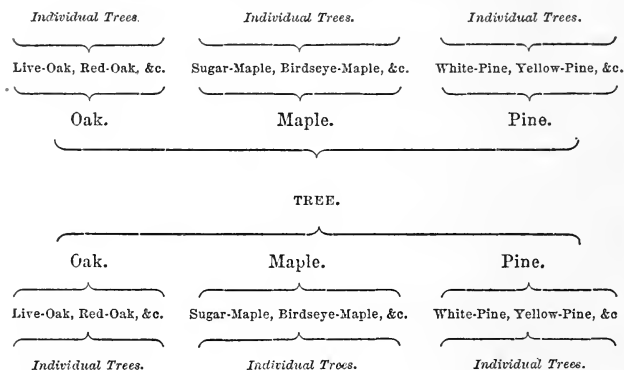 Individual Trees. Individual Trees. Individual Trees.
Live-Oak, Red-Oak, &c. Sugar-Maple, Birdseye-Maple, &c. White-Pine, Yellow-Pine, &c.
Oak. Maple. Pine.
TREE.
Oak. Maple. Pine.
Live-Oak, Red-Oak, &c. Sugar-Maple, Birdseye-Maple, &c. White-Pine, Yellow-Pine, &c
Individual Trees. Individual Trees. Individual Trees.